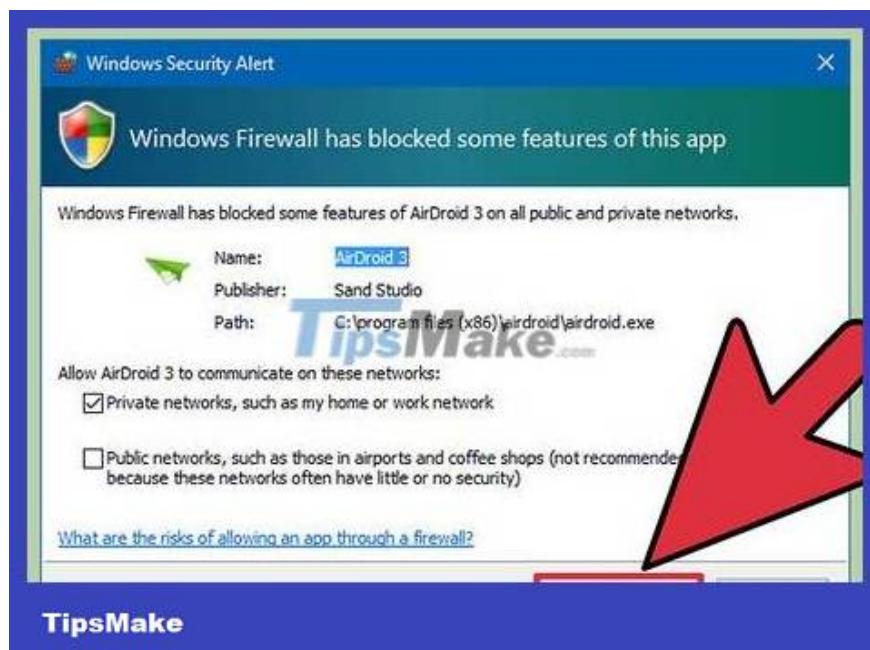 Windows Security Alert
Windows Firewall has blocked some features of this app
Windows Firewall has blocked some features of AirDroid 3 on all public and private networks.
Name: AirDroid 3
Publisher: Sand Studio
Path: C:\program files (x86)\airdroid\airdroid.exe
TipsMake.com
Allow AirDroid 3 to communicate on these networks:
Private networks, such as my home or work network
Public networks, such as those in airports and coffee shops (not recommende
because these networks often have little or no security)
What are the risks of allowing an app through a firewall?
TipsMake